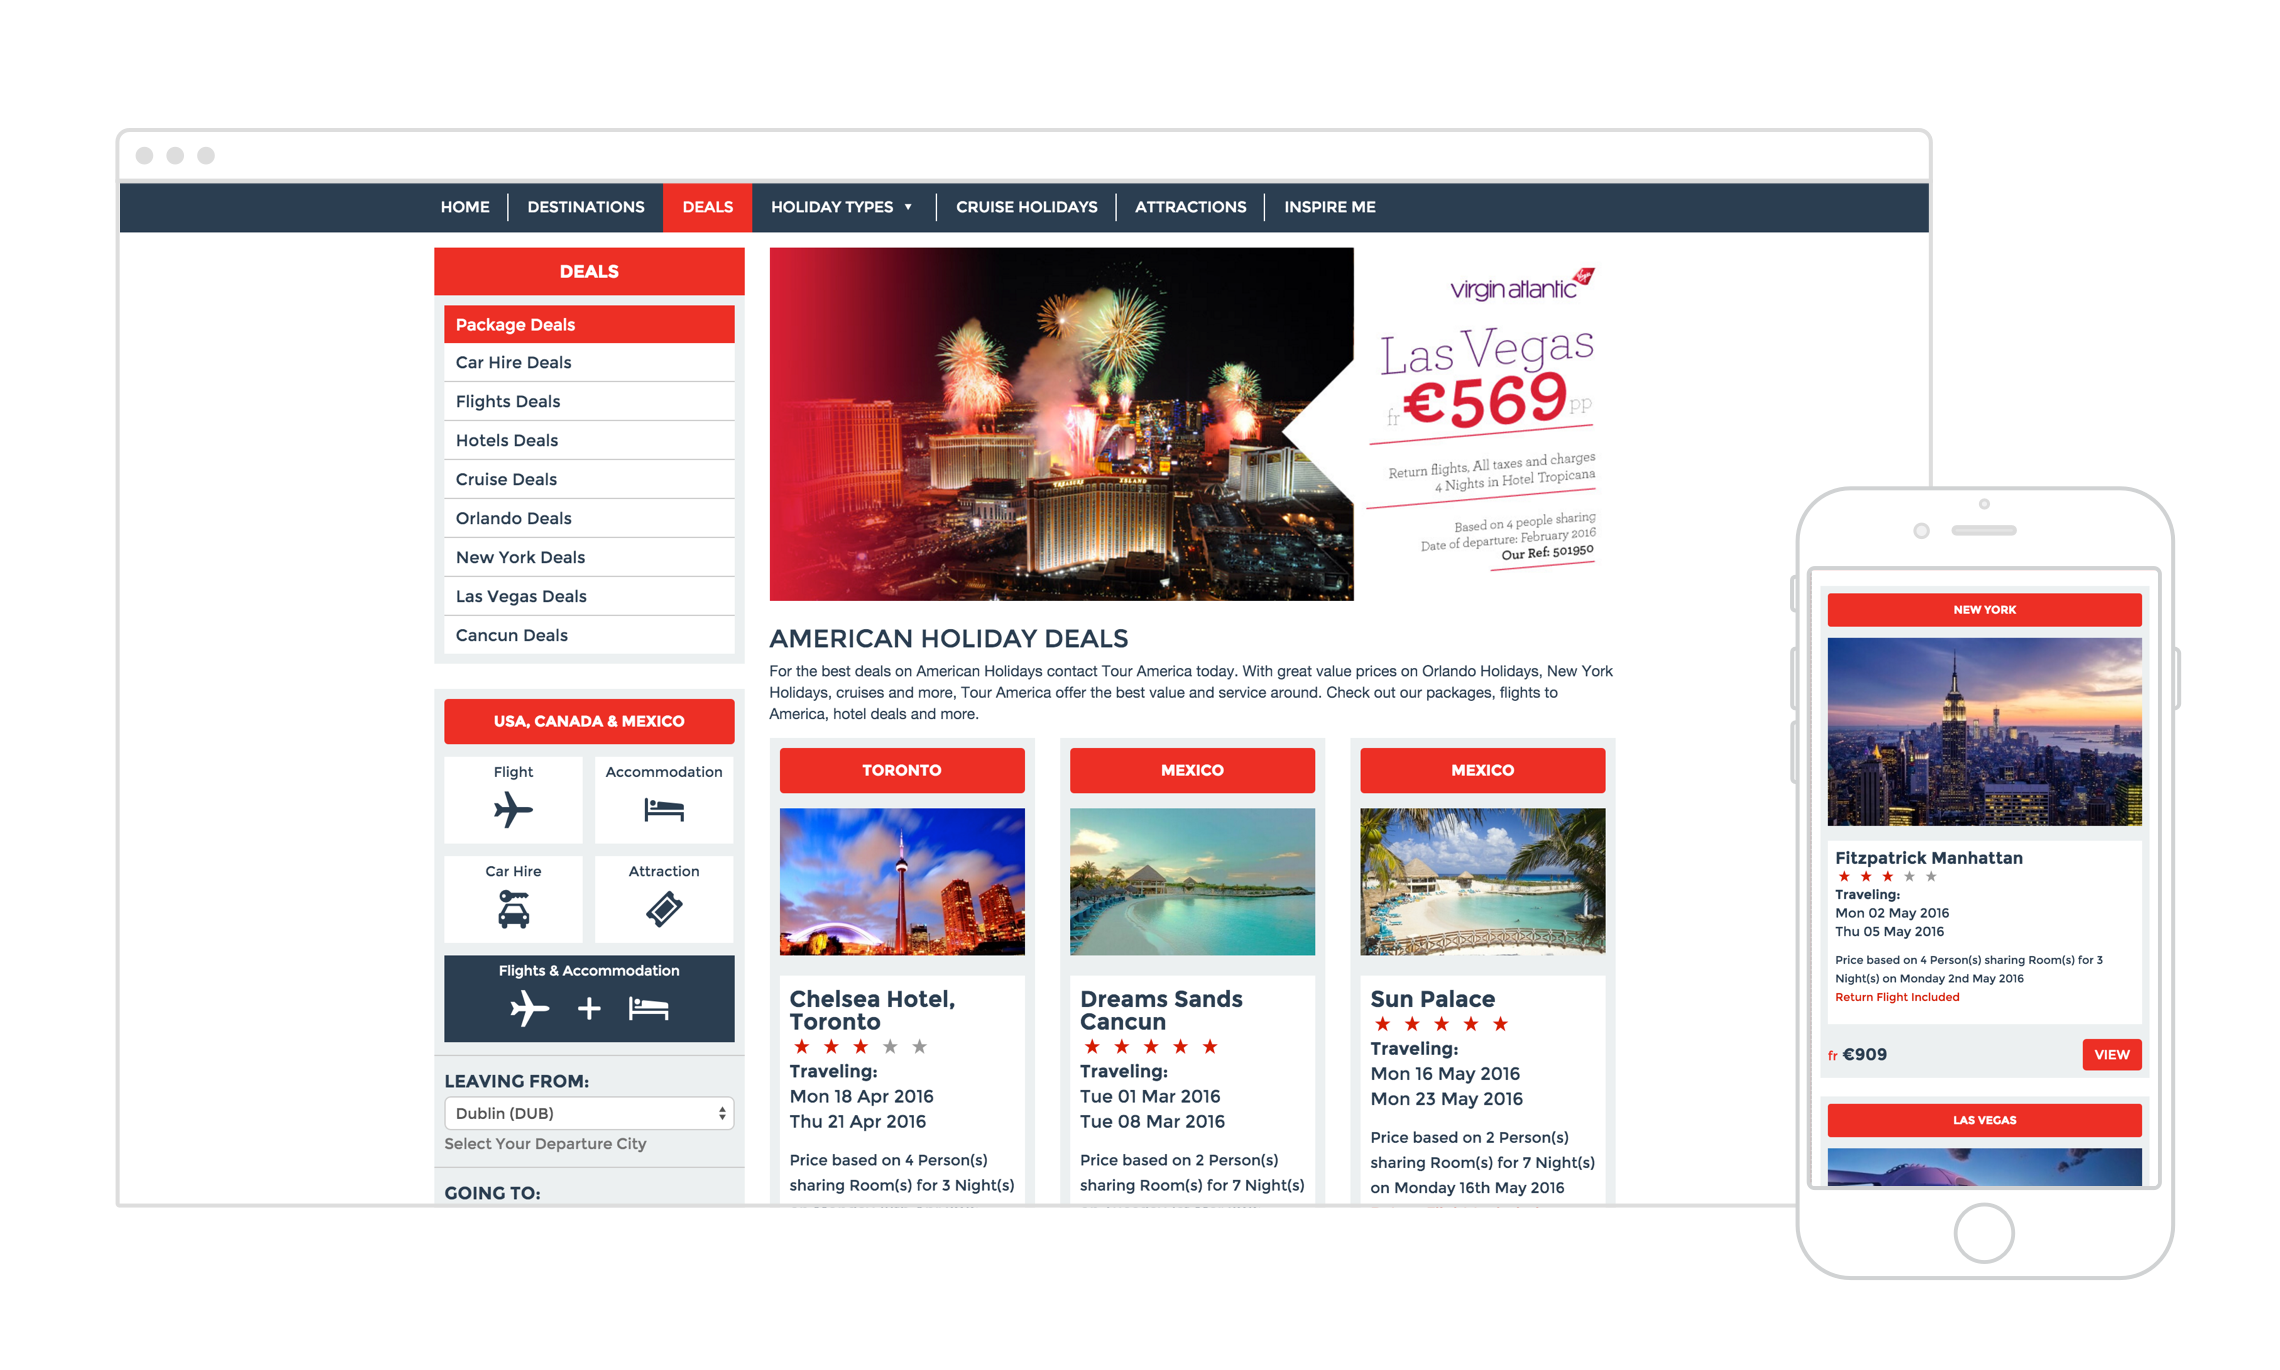 HOME
DESTINATIONS
DEALS
HOLIDAY TYPES
CRUISE HOLIDAYS
ATTRACTIONS
INSPIRE ME
DEALS
Package Deals
Car Hire Deals
Flights Deals
Hotels Deals
Cruise Deals
Orlando Deals
New York Deals
Las Vegas Deals
Cancun Deals
USA, CANADA & MEXICO
Flight
Accommodation
Car Hire
Attraction
Flights & Accommodation
LEAVING FROM:
Dublin (DUB)
Select Your Departure City
GOING TO:
TREASURE ISLAND
virgin atlantic
Las Vegas
fr €569 pp
Return flights, All taxes and charges
4 Nights in Hotel Tropicana
Based on 4 people sharing
Date of departure: February 2016
Our Ref: 501950
AMERICAN HOLIDAY DEALS
For the best deals on American Holidays contact Tour America today. With great value prices on Orlando Holidays, New York
Holidays, cruises and more, Tour America offer the best value and service around. Check out our packages, flights to
America, hotel deals and more.
TORONTO
Chelsea Hotel,
Toronto
Traveling:
Mon 18 Apr 2016
Thu 21 Apr 2016
Price based on 4 Person(s)
sharing Room(s) for 3 Night(s)
MEXICO
Dreams Sands
Cancun
Traveling:
Tue 01 Mar 2016
Tue 08 Mar 2016
Price based on 2 Person(s)
sharing Room(s) for 7 Night(s)
MEXICO
Sun Palace
Traveling:
Mon 16 May 2016
Mon 23 May 2016
Price based on 2 Person(s)
sharing Room(s) for 7 Night(s)
on Monday 16th May 2016
NEW YORK
Fitzpatrick Manhattan
Traveling:
Mon 02 May 2016
Thu 05 May 2016
Price based on 4 Person(s) sharing Room(s) for 3
Night(s) on Monday 2nd May 2016
Return Flight Included
fr €909
VIEW
LAS VEGAS